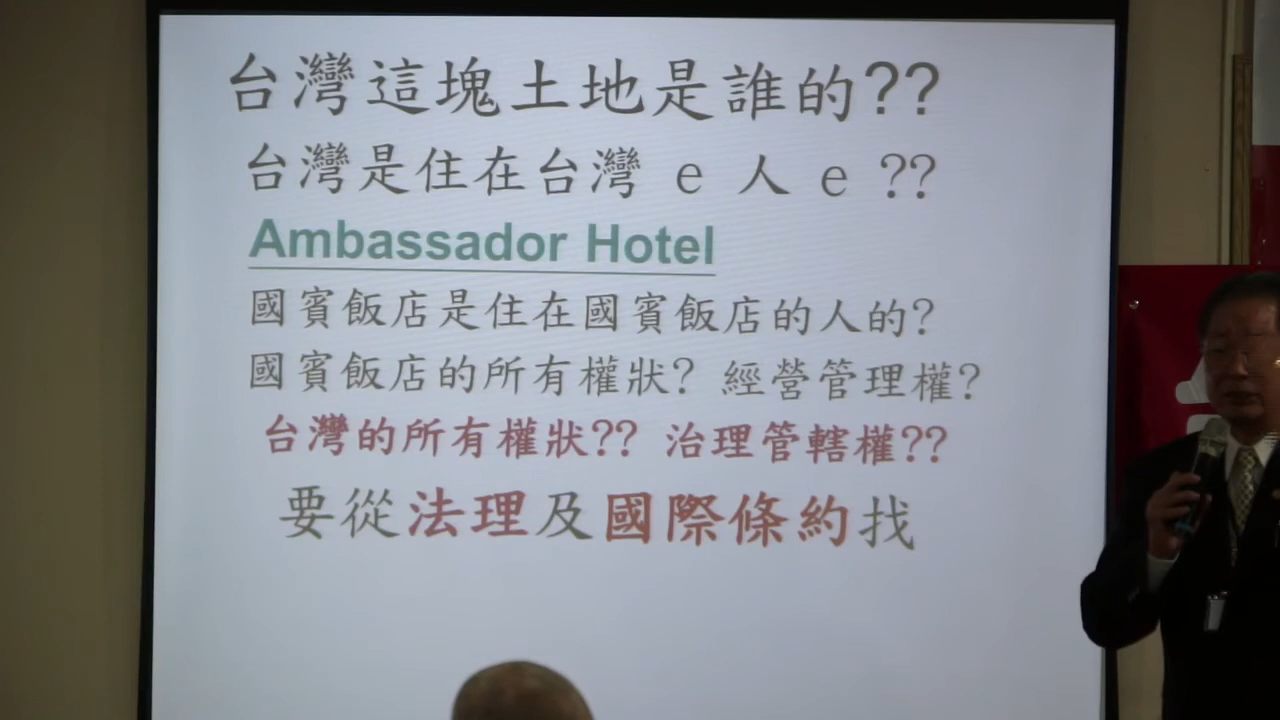 台灣這塊土地是誰的??
台灣是住在台灣 e 人 e ??
Ambassador Hotel
國賓飯店是住在國賓飯店的人的?
國賓飯店的所有權狀? 經營管理權?
台灣的所有權狀?? 治理管轄權??
要從法理及國際條約找